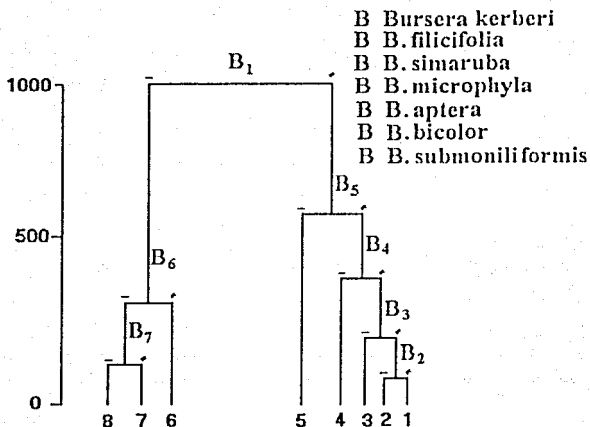 B Bursera kerberi
B B. filicifolia
B B. simaruba
B B. microphyla
B B. aptera
B B. bicolor
B B. submoniliformis
B1
1000
B5
500
B4
B6
B3
B7
B2
0
8 7 6 5 4 3 2 1